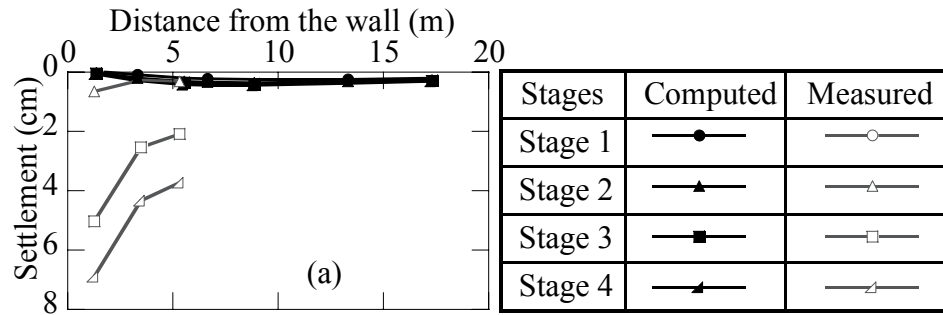 Distance from the wall (m)
0 5 10 15 20
0
2
4
6
8
Settlement (cm)
(a)
Stages Computed Measured
Stage 1
Stage 2
Stage 3
Stage 4